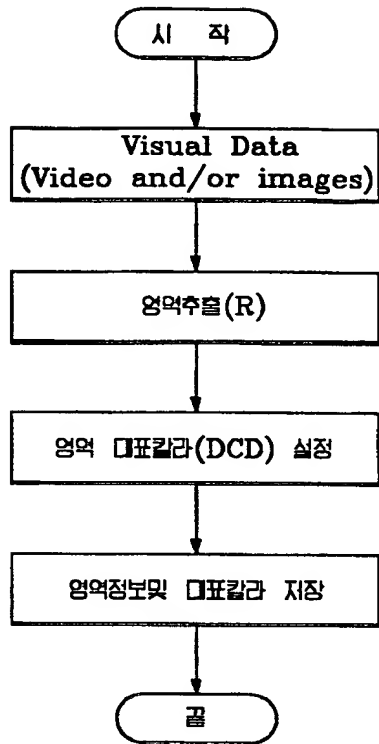 시 작
Visual Data
(Video and/or images)
영역추출(R)
영역 대표칼라(DCD) 설정
영역정보및 대표칼라 저장
끝